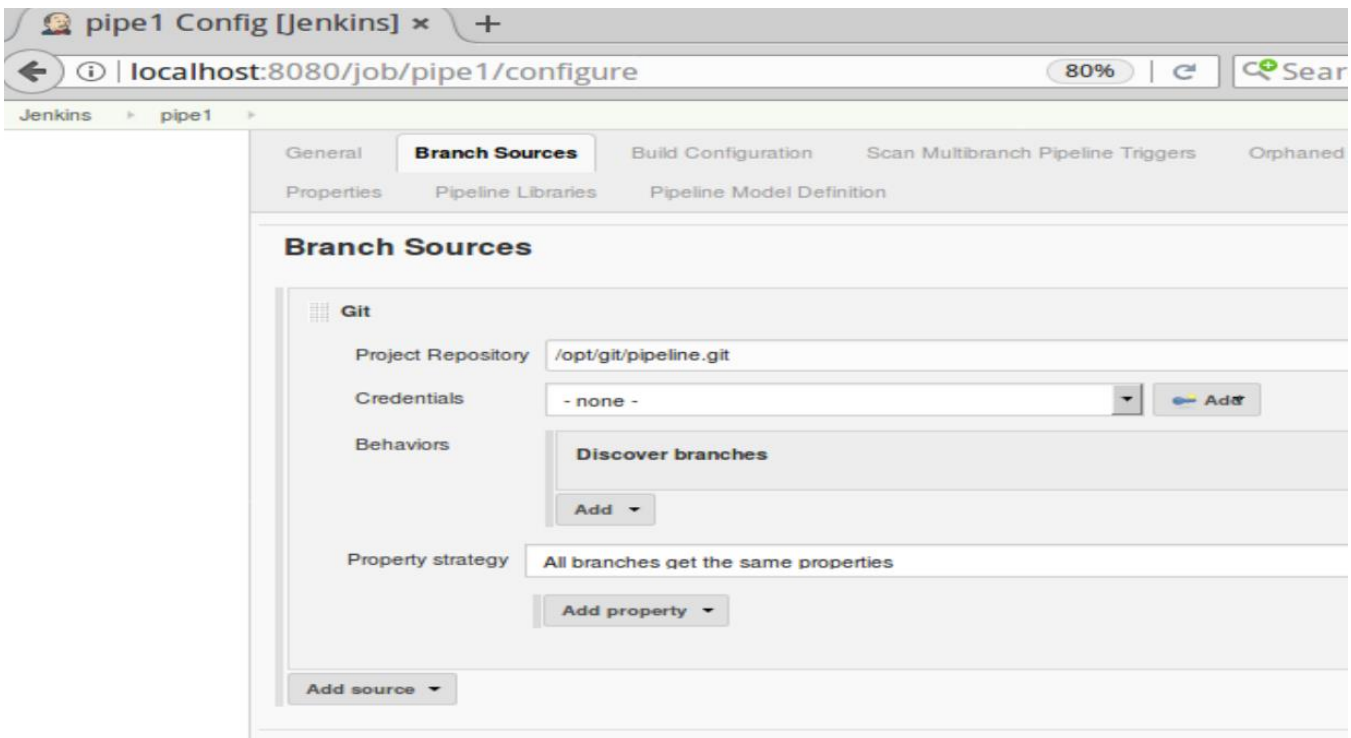 pipe1 Config [Jenkins] × +
localhost:8080/job/pipe1/configure 80% Sear
Jenkins pipe1
General Branch Sources Build Configuration Scan Multibranch Pipeline Triggers Orphaned
Properties Pipeline Libraries Pipeline Model Definition
Branch Sources
Git
Project Repository /opt/git/pipeline.git
Credentials - none - Add
Behaviors
Discover branches
Add
Property strategy All branches get the same properties
Add property
Add source